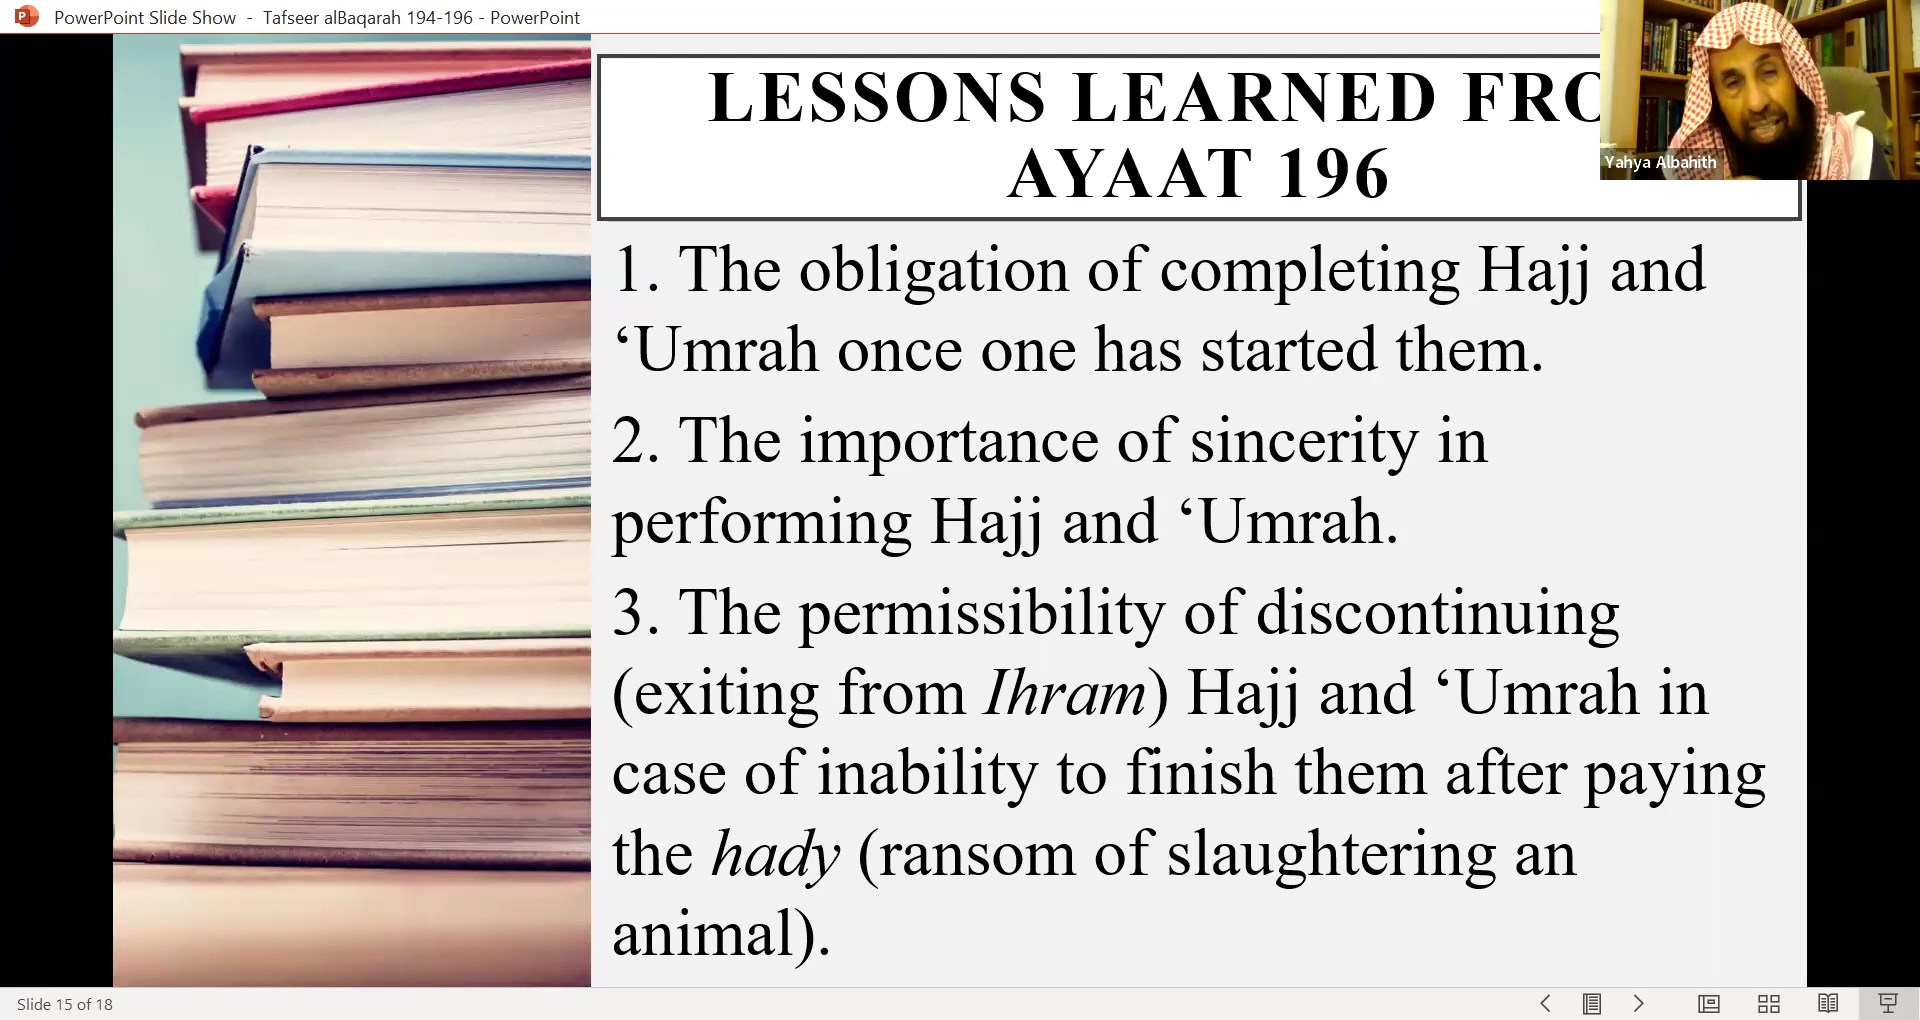 PowerPoint Slide Show - Tafseer alBaqarah 194-196 - PowerPoint
LESSONS LEARNED FRO
AYAAT 196
Yahya Albahith
1. The obligation of completing Hajj and
‘Umrah once one has started them.
2. The importance of sincerity in
performing Hajj and ‘Umrah.
3. The permissibility of discontinuing
(exiting from Ihram) Hajj and ‘Umrah in
case of inability to finish them after paying
the hady (ransom of slaughtering an
animal).
Slide 15 of 18